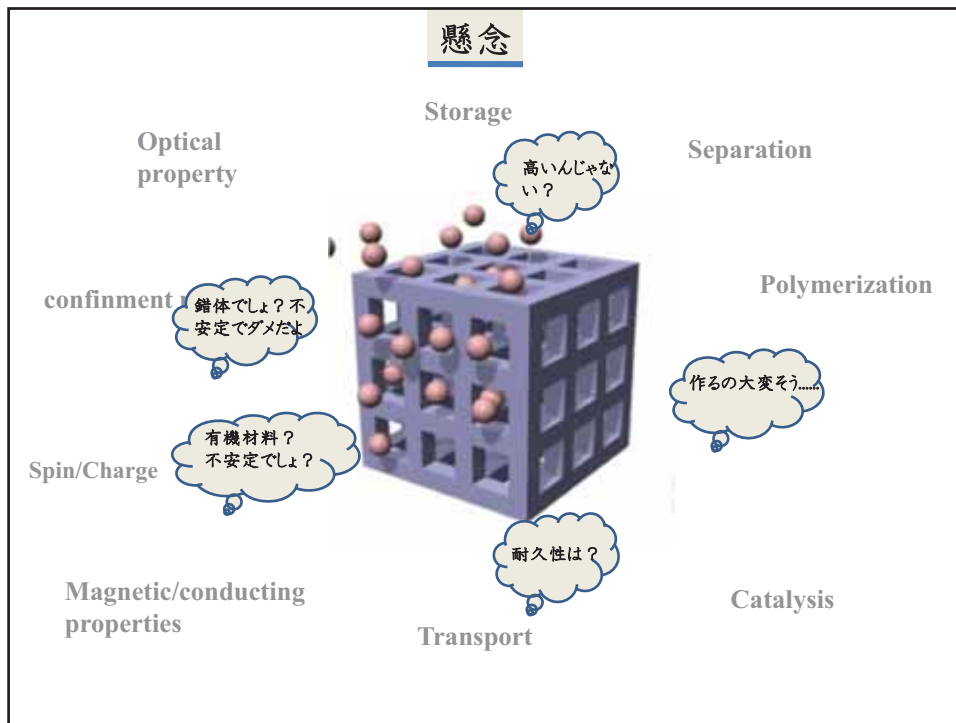 懸念
Storage
Optical
property
Separation
高いんじゃな
い？
confinment
Polymerization
錯体でしょ？不
安定でダメだよ
作るの大変そう......
有機材料？
不安定でしょ？
Spin/Charge
耐久性は？
Magnetic/conducting
properties
Catalysis
Transport